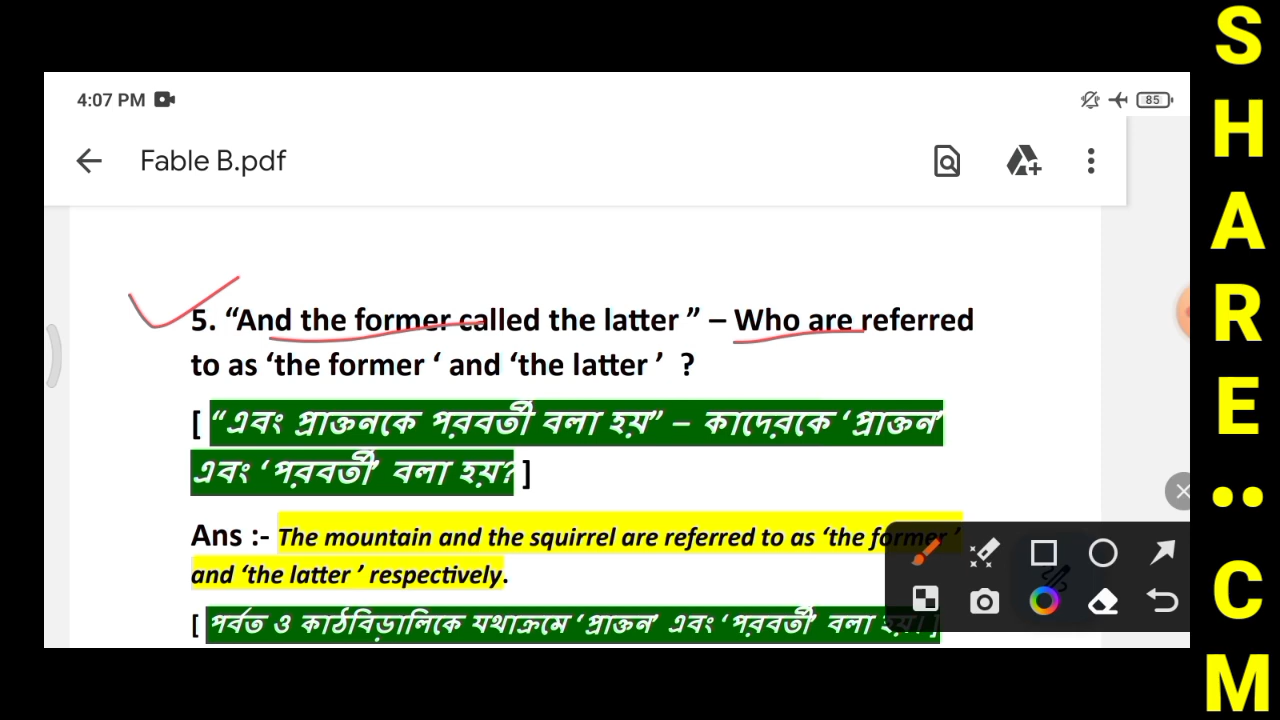 4:07 PM
85
Fable B.pdf
5. “And the former called the latter ” – Who are referred
to as ‘the former ‘ and ‘the latter ’ ?
[ “এবং প্রাক্তনকে পরবর্তী বলা হয়” – কাদেরকে ‘প্রাক্তন’
এবং ‘পরবর্তী’ বলা হয়? ]
Ans :- The mountain and the squirrel are referred to as ‘the former ’
and ‘the latter ’ respectively.
[ পর্বত ও কাঠবিড়ালিকে যথাক্রমে ‘প্রাক্তন’ এবং ‘পরবর্তী’ বলা হয়। ]
SHARE••CM